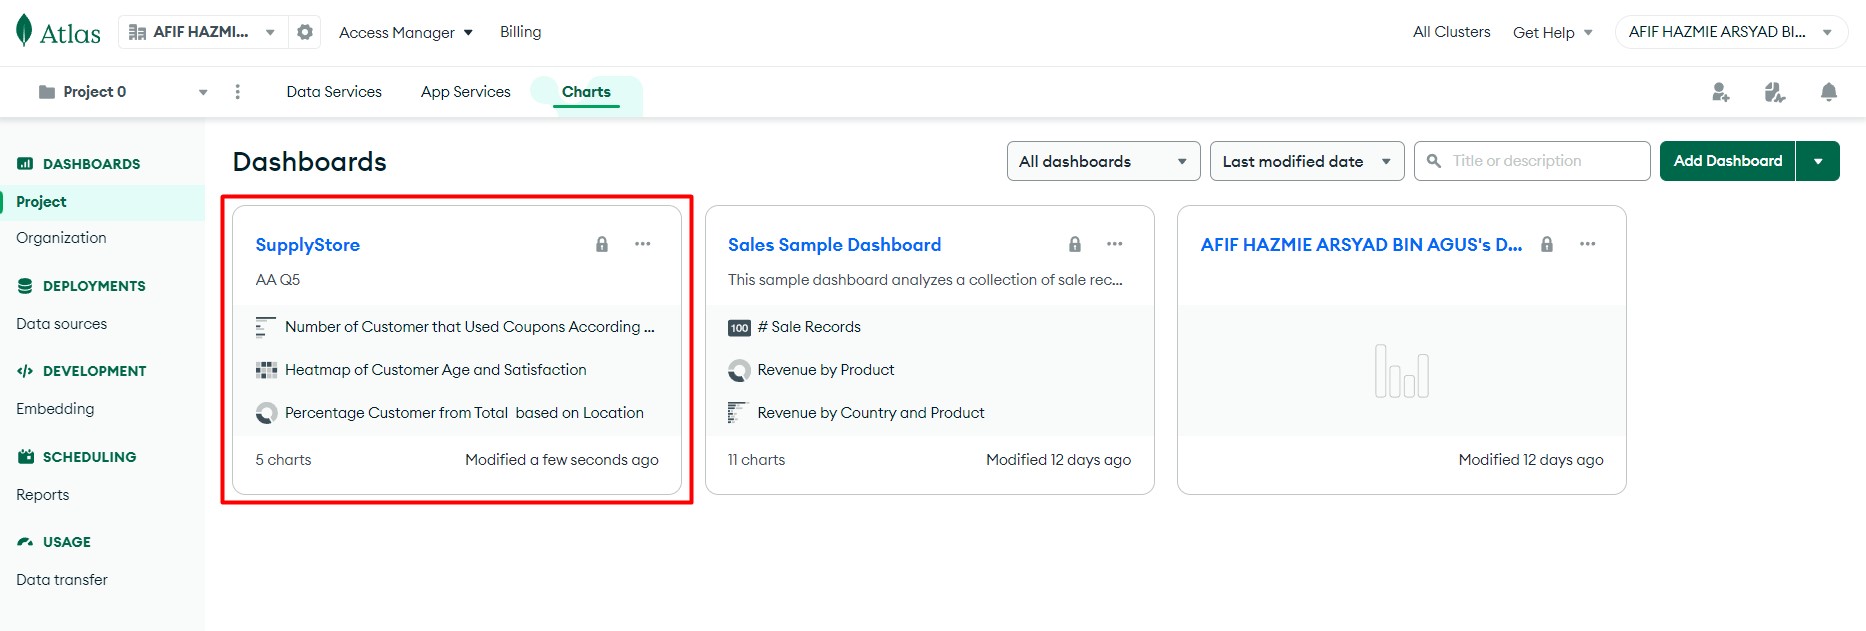 Atlas
AFIF HAZMI...
Access Manager
Billing
All Clusters
Get Help
AFIF HAZMIE ARSYAD BI...
Project 0
Data Services
App Services
Charts
DASHBOARDS
Project
Organization
DEPLOYMENTS
Data sources
DEVELOPMENT
Embedding
SCHEDULING
Reports
USAGE
Data transfer
Dashboards
All dashboards
Last modified date
Title or description
Add Dashboard
SupplyStore
AA Q5
Number of Customer that Used Coupons According ...
Heatmap of Customer Age and Satisfaction
Percentage Customer from Total based on Location
5 charts
Modified a few seconds ago
Sales Sample Dashboard
This sample dashboard analyzes a collection of sale rec...
100 # Sale Records
Revenue by Product
Revenue by Country and Product
11 charts
Modified 12 days ago
AFIF HAZMIE ARSYAD BIN AGUS's D...
Modified 12 days ago